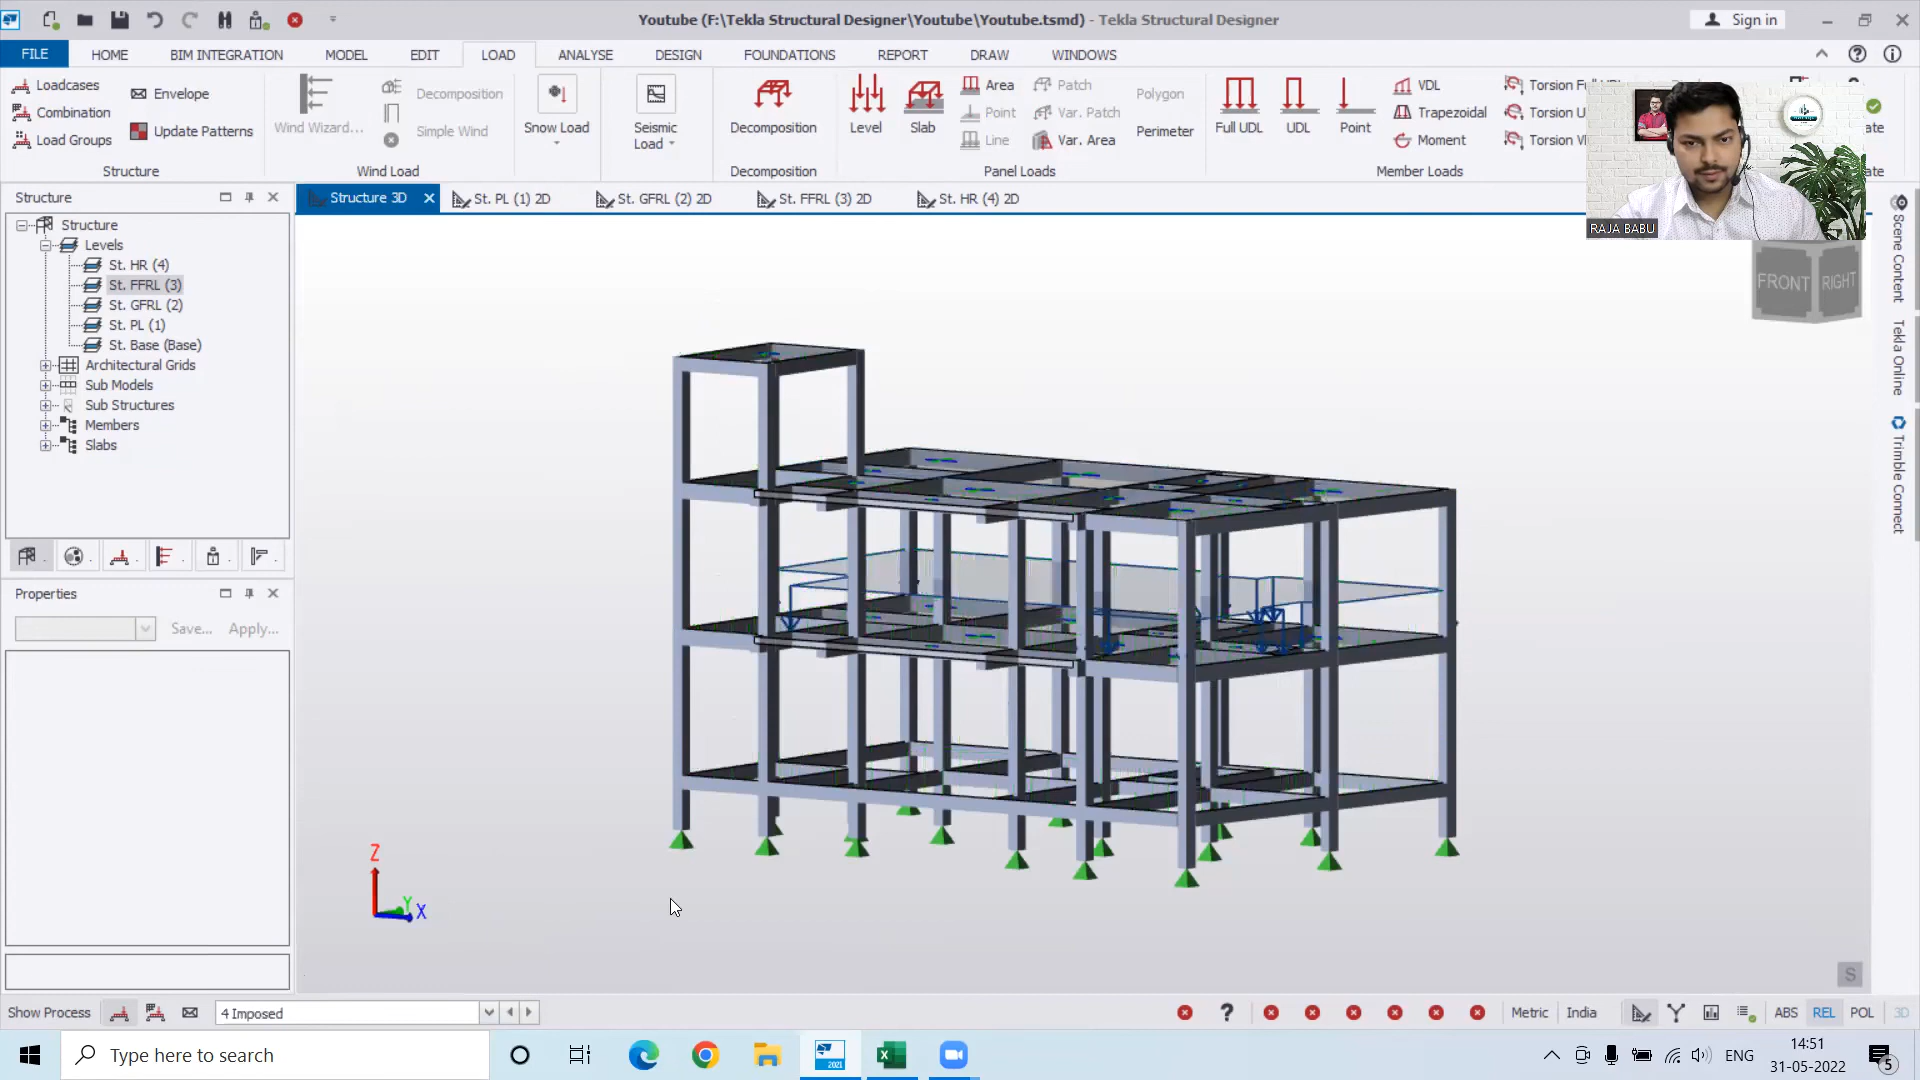 Youtube (F:\Tekla Structural Designer\Youtube\Youtube.tsmd) - Tekla Structural Designer
Sign in
FILE HOME BIM INTEGRATION MODEL EDIT LOAD ANALYSE DESIGN FOUNDATIONS REPORT DRAW WINDOWS
Loadcases
Combination
Load Groups
Envelope
Update Patterns
Structure
Wind Wizard...
Decomposition
Simple Wind
Wind Load
Snow Load
Seismic Load
Decomposition
Decomposition
Level
Slab
Area
Point
Line
Patch
Var. Patch
Var. Area
Polygon
Perimeter
Panel Loads
Full UDL
UDL
Point
VDL
Trapezoidal
Moment
Torsion
Torsion
Torsion
Member Loads
RAJA BABU
Structure
Structure 3D
St. PL (1) 2D
St. GFRL (2) 2D
St. FFRL (3) 2D
St. HR (4) 2D
Structure
Levels
St. HR (4)
St. FFRL (3)
St. GFRL (2)
St. PL (1)
St. Base (Base)
Architectural Grids
Sub Models
Sub Structures
Members
Slabs
FRONT RIGHT
Scene Content
Tekla Online
Trimble Connect
Properties
Save... Apply...
Z
Y
X
S
Show Process
4 Imposed
Metric India
ABS REL POL 3D
Type here to search
2021
ENG
14:51
31-05-2022
5